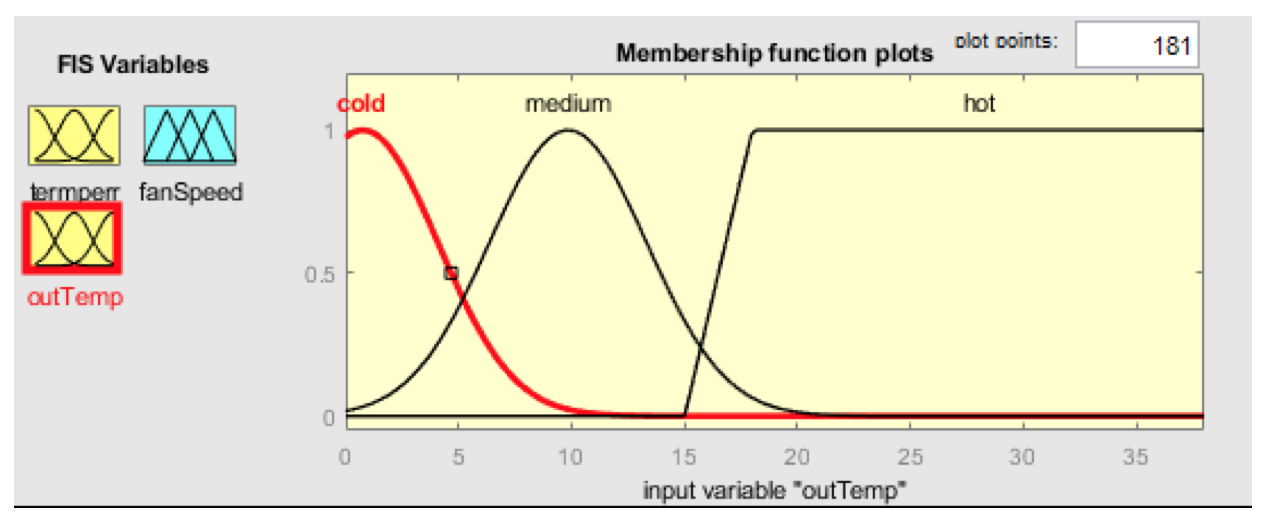 FIS Variables
Membership function plots
plot points:
181
termperr
fanSpeed
outTemp
cold
medium
hot
1
0.5
0
0 5 10 15 20 25 30 35
input variable "outTemp"